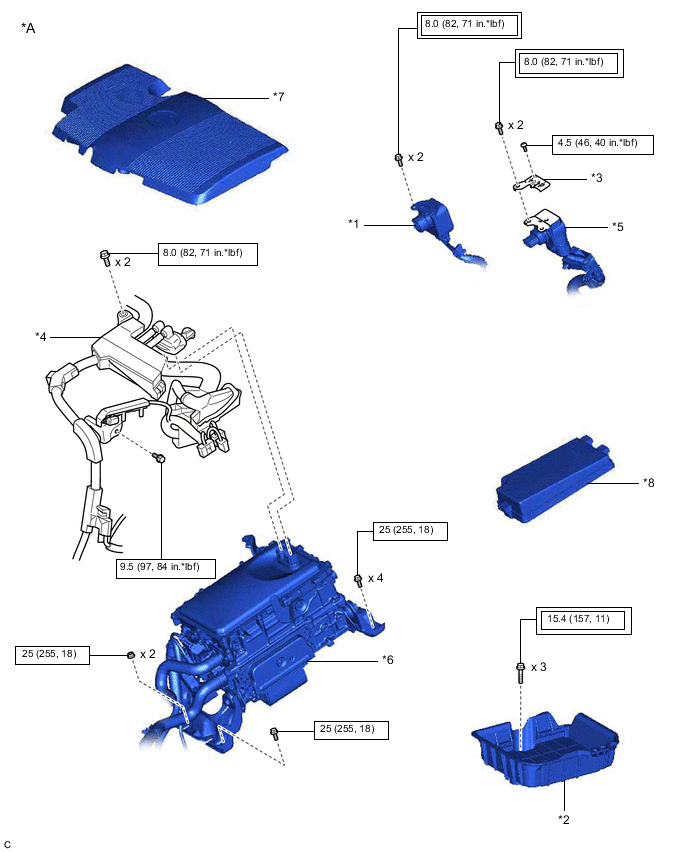 *A
8.0 (82, 71 in.*lbf)
8.0 (82, 71 in.*lbf)
*7
x 2
x 2
4.5 (46, 40 in.*lbf)
*3
*1
*5
8.0 (82, 71 in.*lbf)
x 2
*4
*8
25 (255, 18)
9.5 (97, 84 in.*lbf)
x 4
15.4 (157, 11)
25 (255, 18)
x 2
*6
x 3
25 (255, 18)
*2
C